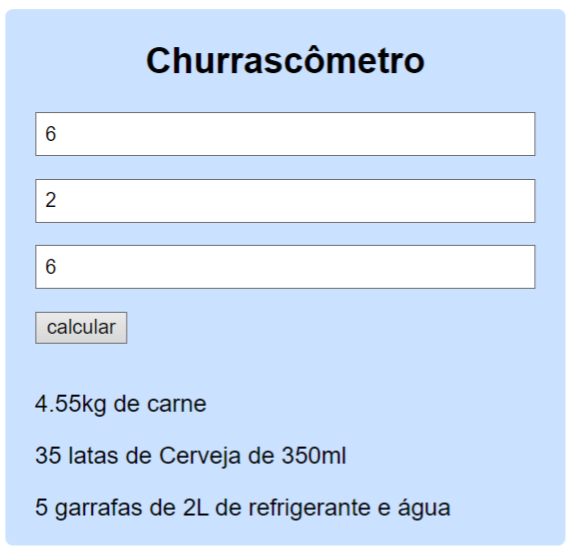 Churrascômetro
6
2
6
calcular
4.55kg de carne
35 latas de Cerveja de 350ml
5 garrafas de 2L de refrigerante e água